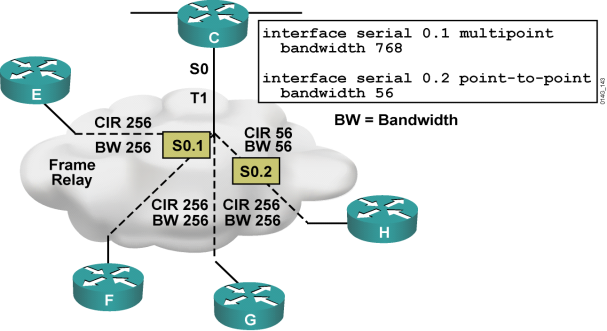 C
interface serial 0.1 multipoint
bandwidth 768
interface serial 0.2 point-to-point
bandwidth 56
014G_143
S0
T1
BW = Bandwidth
E
CIR 256
BW 256
S0.1
CIR 56
BW 56
S0.2
Frame
Relay
CIR 256
BW 256
CIR 256
BW 256
H
F
G